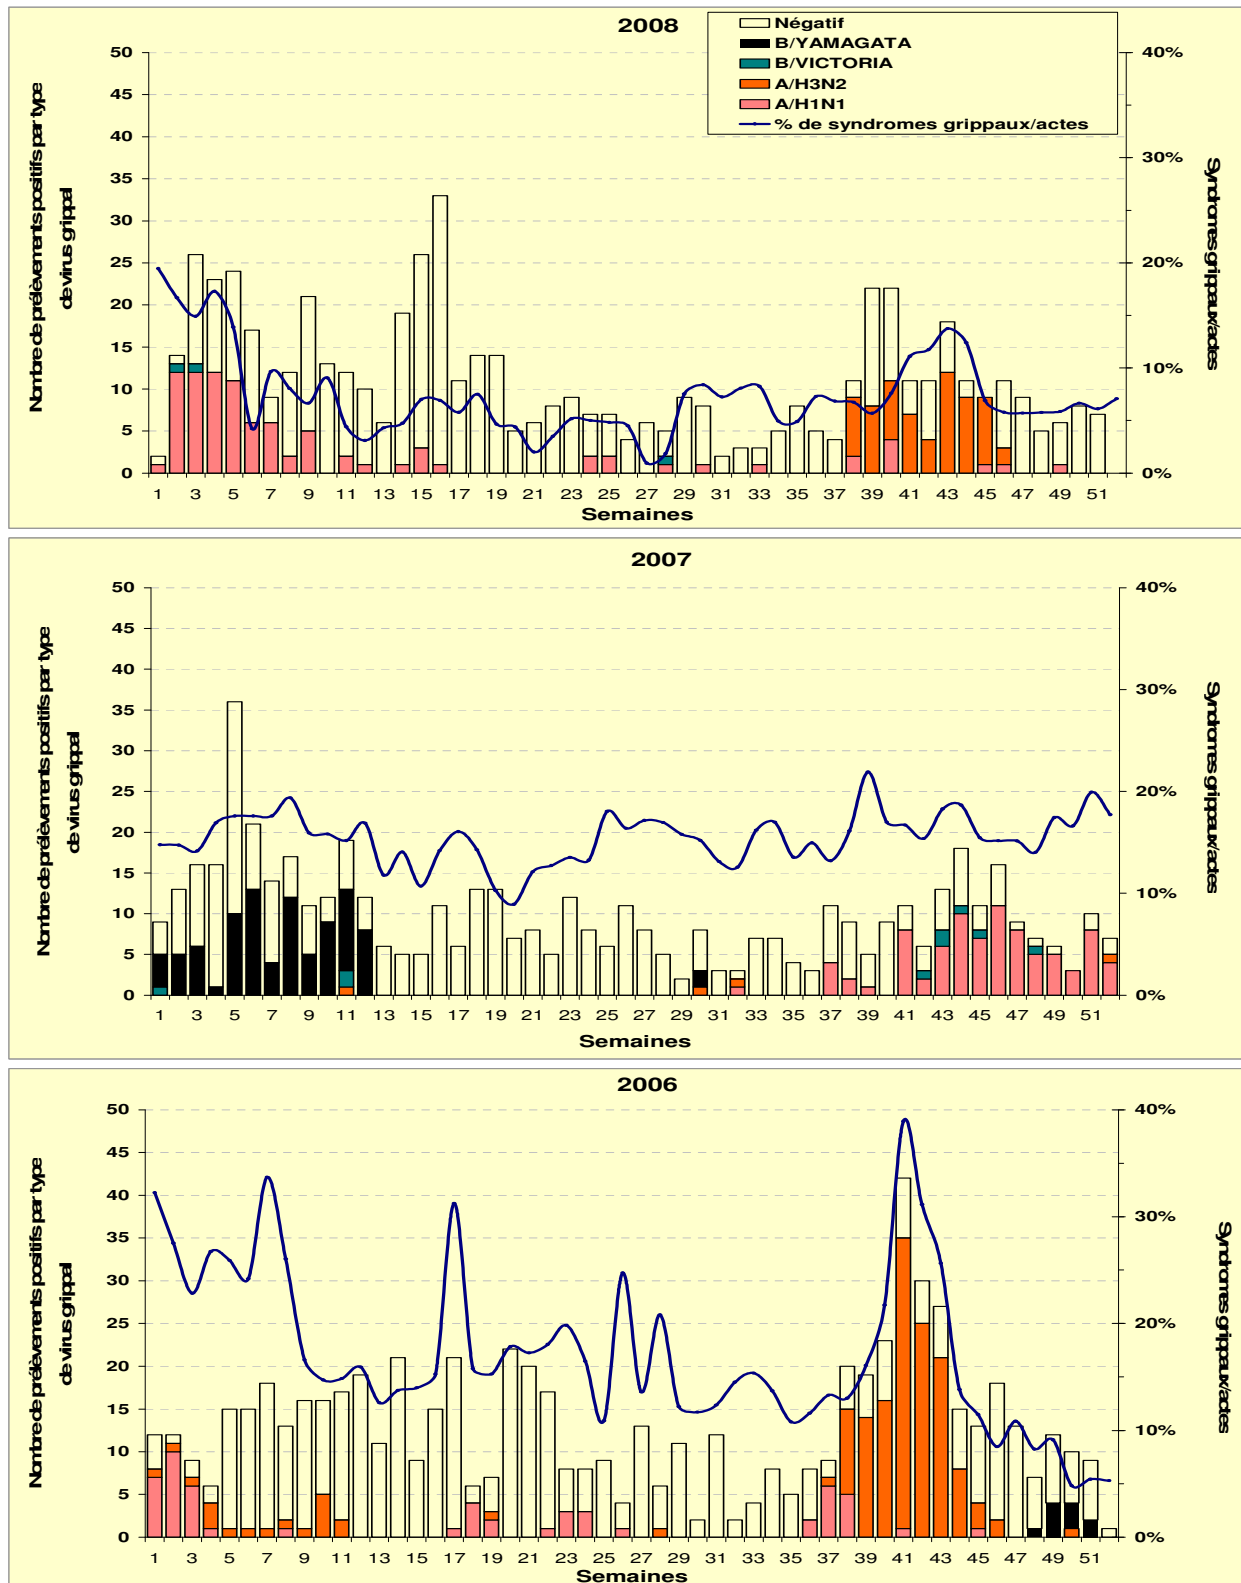 2008
Négatif
B/YAMAGATA
B/VICTORIA
A/H3N2
A/H1N1
% de syndromes grippaux/actes
Nombre de prélèvements positifs par type
de virus grippal
50
45
40
35
30
25
20
15
10
5
0
40%
30%
20%
10%
0%
Syndromes grippaux/actes
1 3 5 7 9 11 13 15 17 19 21 23 25 27 29 31 33 35 37 39 41 43 45 47 49 51
Semaines
2007
Nombre de prélèvements positifs par type
de virus grippal
50
45
40
35
30
25
20
15
10
5
0
40%
30%
20%
10%
0%
Syndromes grippaux/actes
1 3 5 7 9 11 13 15 17 19 21 23 25 27 29 31 33 35 37 39 41 43 45 47 49 51
Semaines
2006
Nombre de prélèvements positifs par type
de virus grippal
50
45
40
35
30
25
20
15
10
5
0
40%
30%
20%
10%
0%
Syndromes grippaux/actes
1 3 5 7 9 11 13 15 17 19 21 23 25 27 29 31 33 35 37 39 41 43 45 47 49 51
Semaines